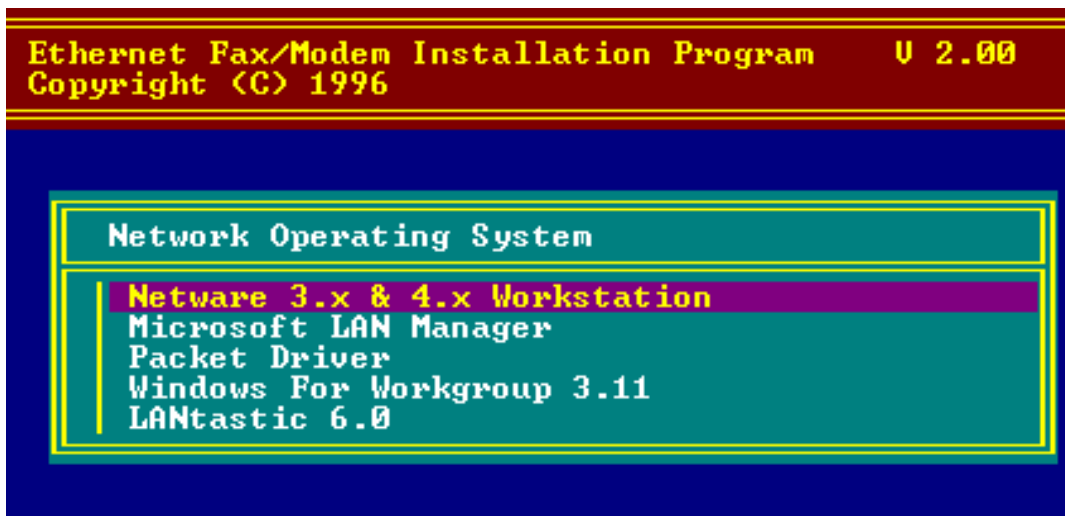 Ethernet Fax/Modem Installation Program V 2.00
Copyright (C) 1996
Network Operating System
Netware 3.x & 4.x Workstation
Microsoft LAN Manager
Packet Driver
Windows For Workgroup 3.11
LANtastic 6.0